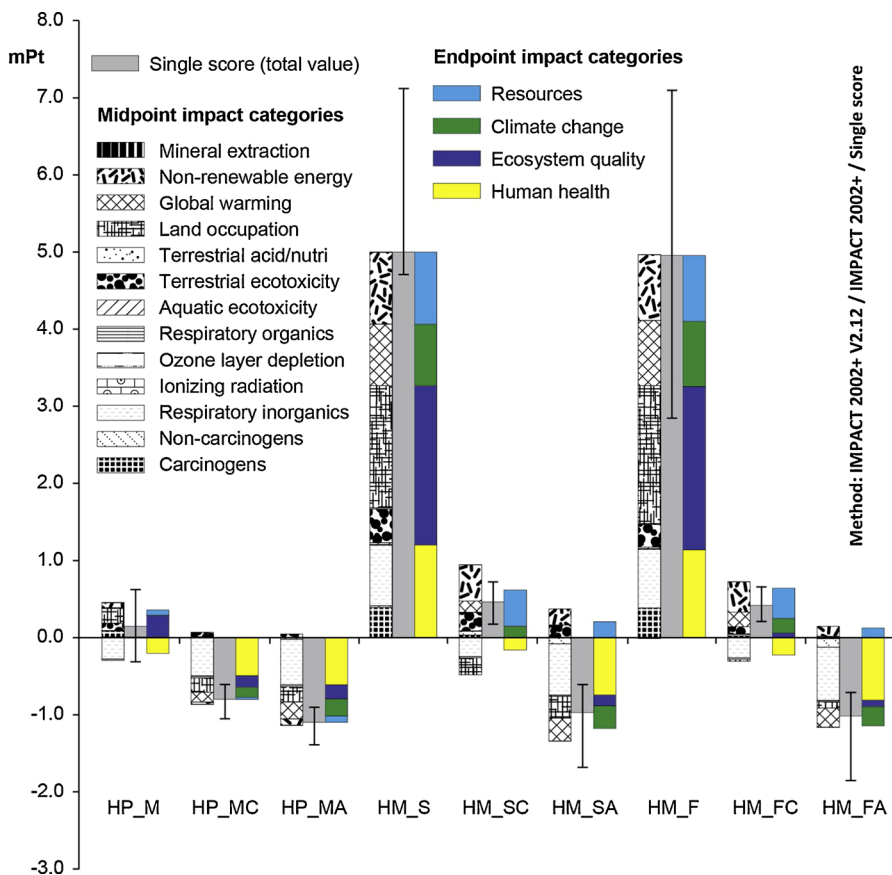 8.0
mPt
7.0
6.0
5.0
4.0
3.0
2.0
1.0
0.0
-1.0
-2.0
-3.0
Single score (total value)
Midpoint impact categories
Mineral extraction
Non-renewable energy
Global warming
Land occupation
Terrestrial acid/nutri
Terrestrial ecotoxicity
Aquatic ecotoxicity
Respiratory organics
Ozone layer depletion
Ionizing radiation
Respiratory inorganics
Non-carcinogens
Carcinogens
Endpoint impact categories
Resources
Climate change
Ecosystem quality
Human health
Method: IMPACT 2002+ V2.12 / IMPACT 2002+ / Single score
HP_M HP_MC HP_MA HM_S HM_SC HM_SA HM_F HM_FC HM_FA